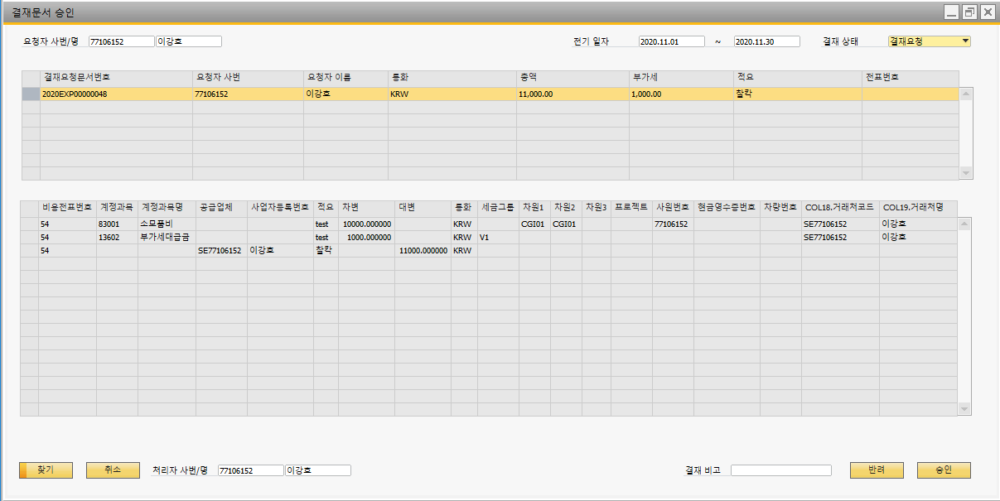 결재문서 승인
요청자 사번/명 77106152 이강호 전기 일자 2020.11.01 ~ 2020.11.30 결재 상태 결재요청
결재요청문서번호 요청자 사번 요청자 이름 통화 총액 부가세 적요 전표번호
2020EXP00000048 77106152 이강호 KRW 11,000.00 1,000.00 찰칵
비용전표번호 계정과목 계정과목명 공급업체 사업자등록번호 적요 차변 대변 통화 세금그룹 차원1 차원2 차원3 프로젝트 사원번호 현금영수증번호 차량번호 COL18.거래처코드 COL19.거래처명
54 83001 소모품비 test 10000.000000 KRW CGI01 CGI01 77106152 SE77106152 이강호
54 13602 부가세대급금 test 1000.000000 KRW V1 SE77106152 이강호
54 SE77106152 이강호 찰칵 11000.000000 KRW
찾기 취소 처리자 사번/명 77106152 이강호 결재 비고 반려 승인